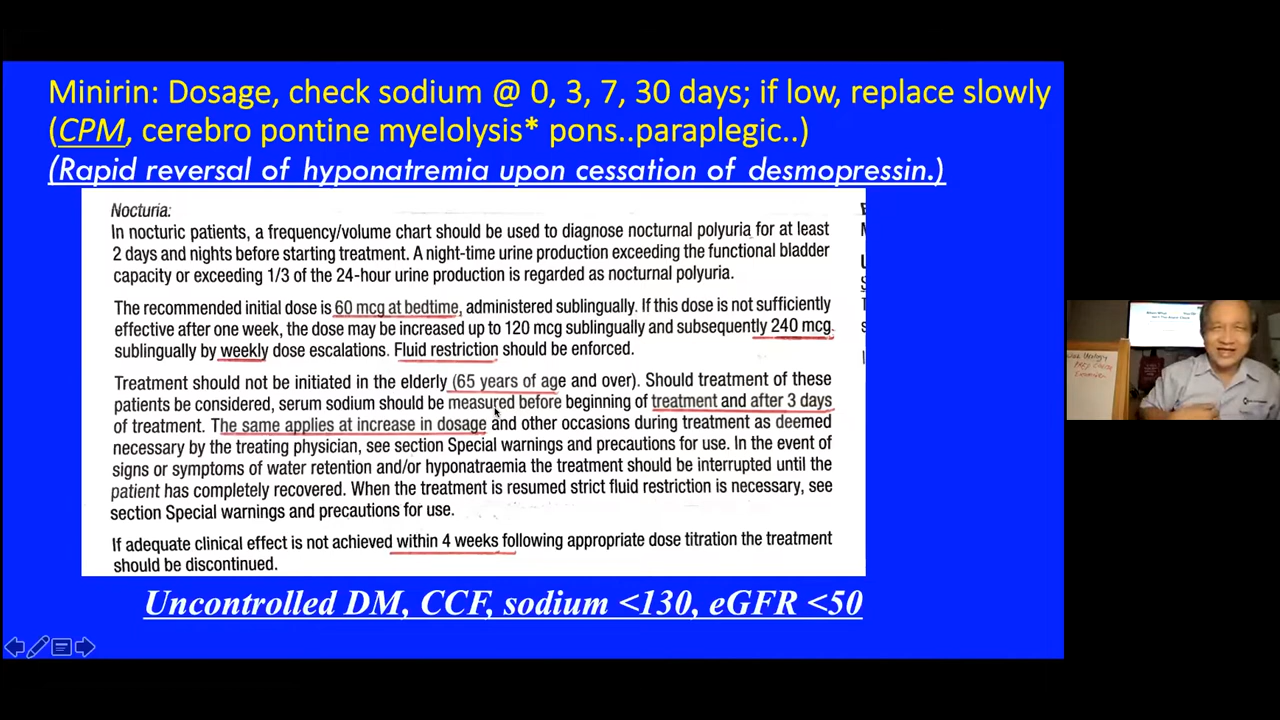 Minirin: Dosage, check sodium @ 0, 3, 7, 30 days; if low, replace slowly
(CPM, cerebro pontine myelolysis* pons..paraplegic..)
(Rapid reversal of hyponatremia upon cessation of desmopressin.)
Nocturia:
In nocturic patients, a frequency/volume chart should be used to diagnose nocturnal polyuria for at least
2 days and nights before starting treatment. A night-time urine production exceeding the functional bladder
capacity or exceeding 1/3 of the 24-hour urine production is regarded as nocturnal polyuria.
The recommended initial dose is 60 mcg at bedtime, administered sublingually. If this dose is not sufficiently
effective after one week, the dose may be increased up to 120 mcg sublingually and subsequently 240 mcg.
sublingually by weekly dose escalations. Fluid restriction should be enforced.
Treatment should not be initiated in the elderly (65 years of age and over). Should treatment of these
patients be considered, serum sodium should be measured before beginning of treatment and after 3 days
of treatment. The same applies at increase in dosage and other occasions during treatment as deemed
necessary by the treating physician, see section Special warnings and precautions for use. In the event of
signs or symptoms of water retention and/or hyponatraemia the treatment should be interrupted until the
patient has completely recovered. When the treatment is resumed strict fluid restriction is necessary, see
section Special warnings and precautions for use.
If adequate clinical effect is not achieved within 4 weeks following appropriate dose titration the treatment
should be discontinued.
Uncontrolled DM, CCF, sodium <130, eGFR <50